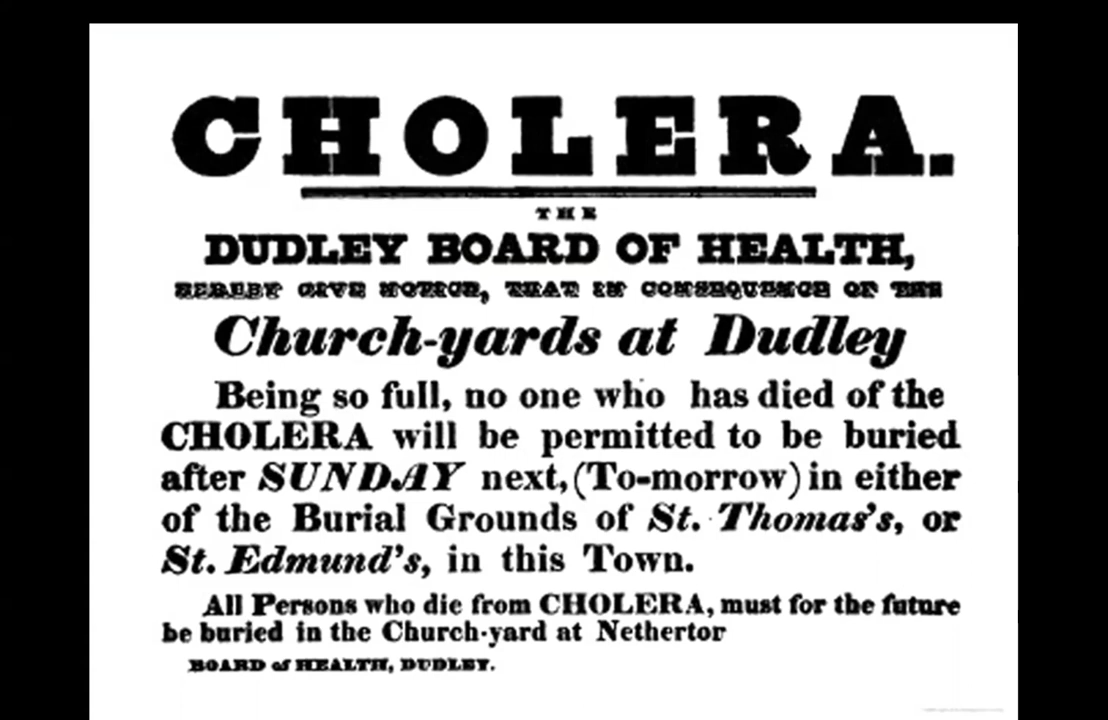 CHOLERA.
THE
DUDLEY BOARD OF HEALTH,
HEREBY GIVE NOTICE, THAT IN CONSEQUENCE OF THE
Church-yards at Dudley
Being so full, no one who has died of the
CHOLERA will be permitted to be buried
after SUNDAY next, (To-morrow) in either
of the Burial Grounds of St. Thomas's, or
St. Edmund's, in this Town.
All Persons who die from CHOLERA, must for the future
be buried in the Church-yard at Nethertor
BOARD of HEALTH, DUDLEY.